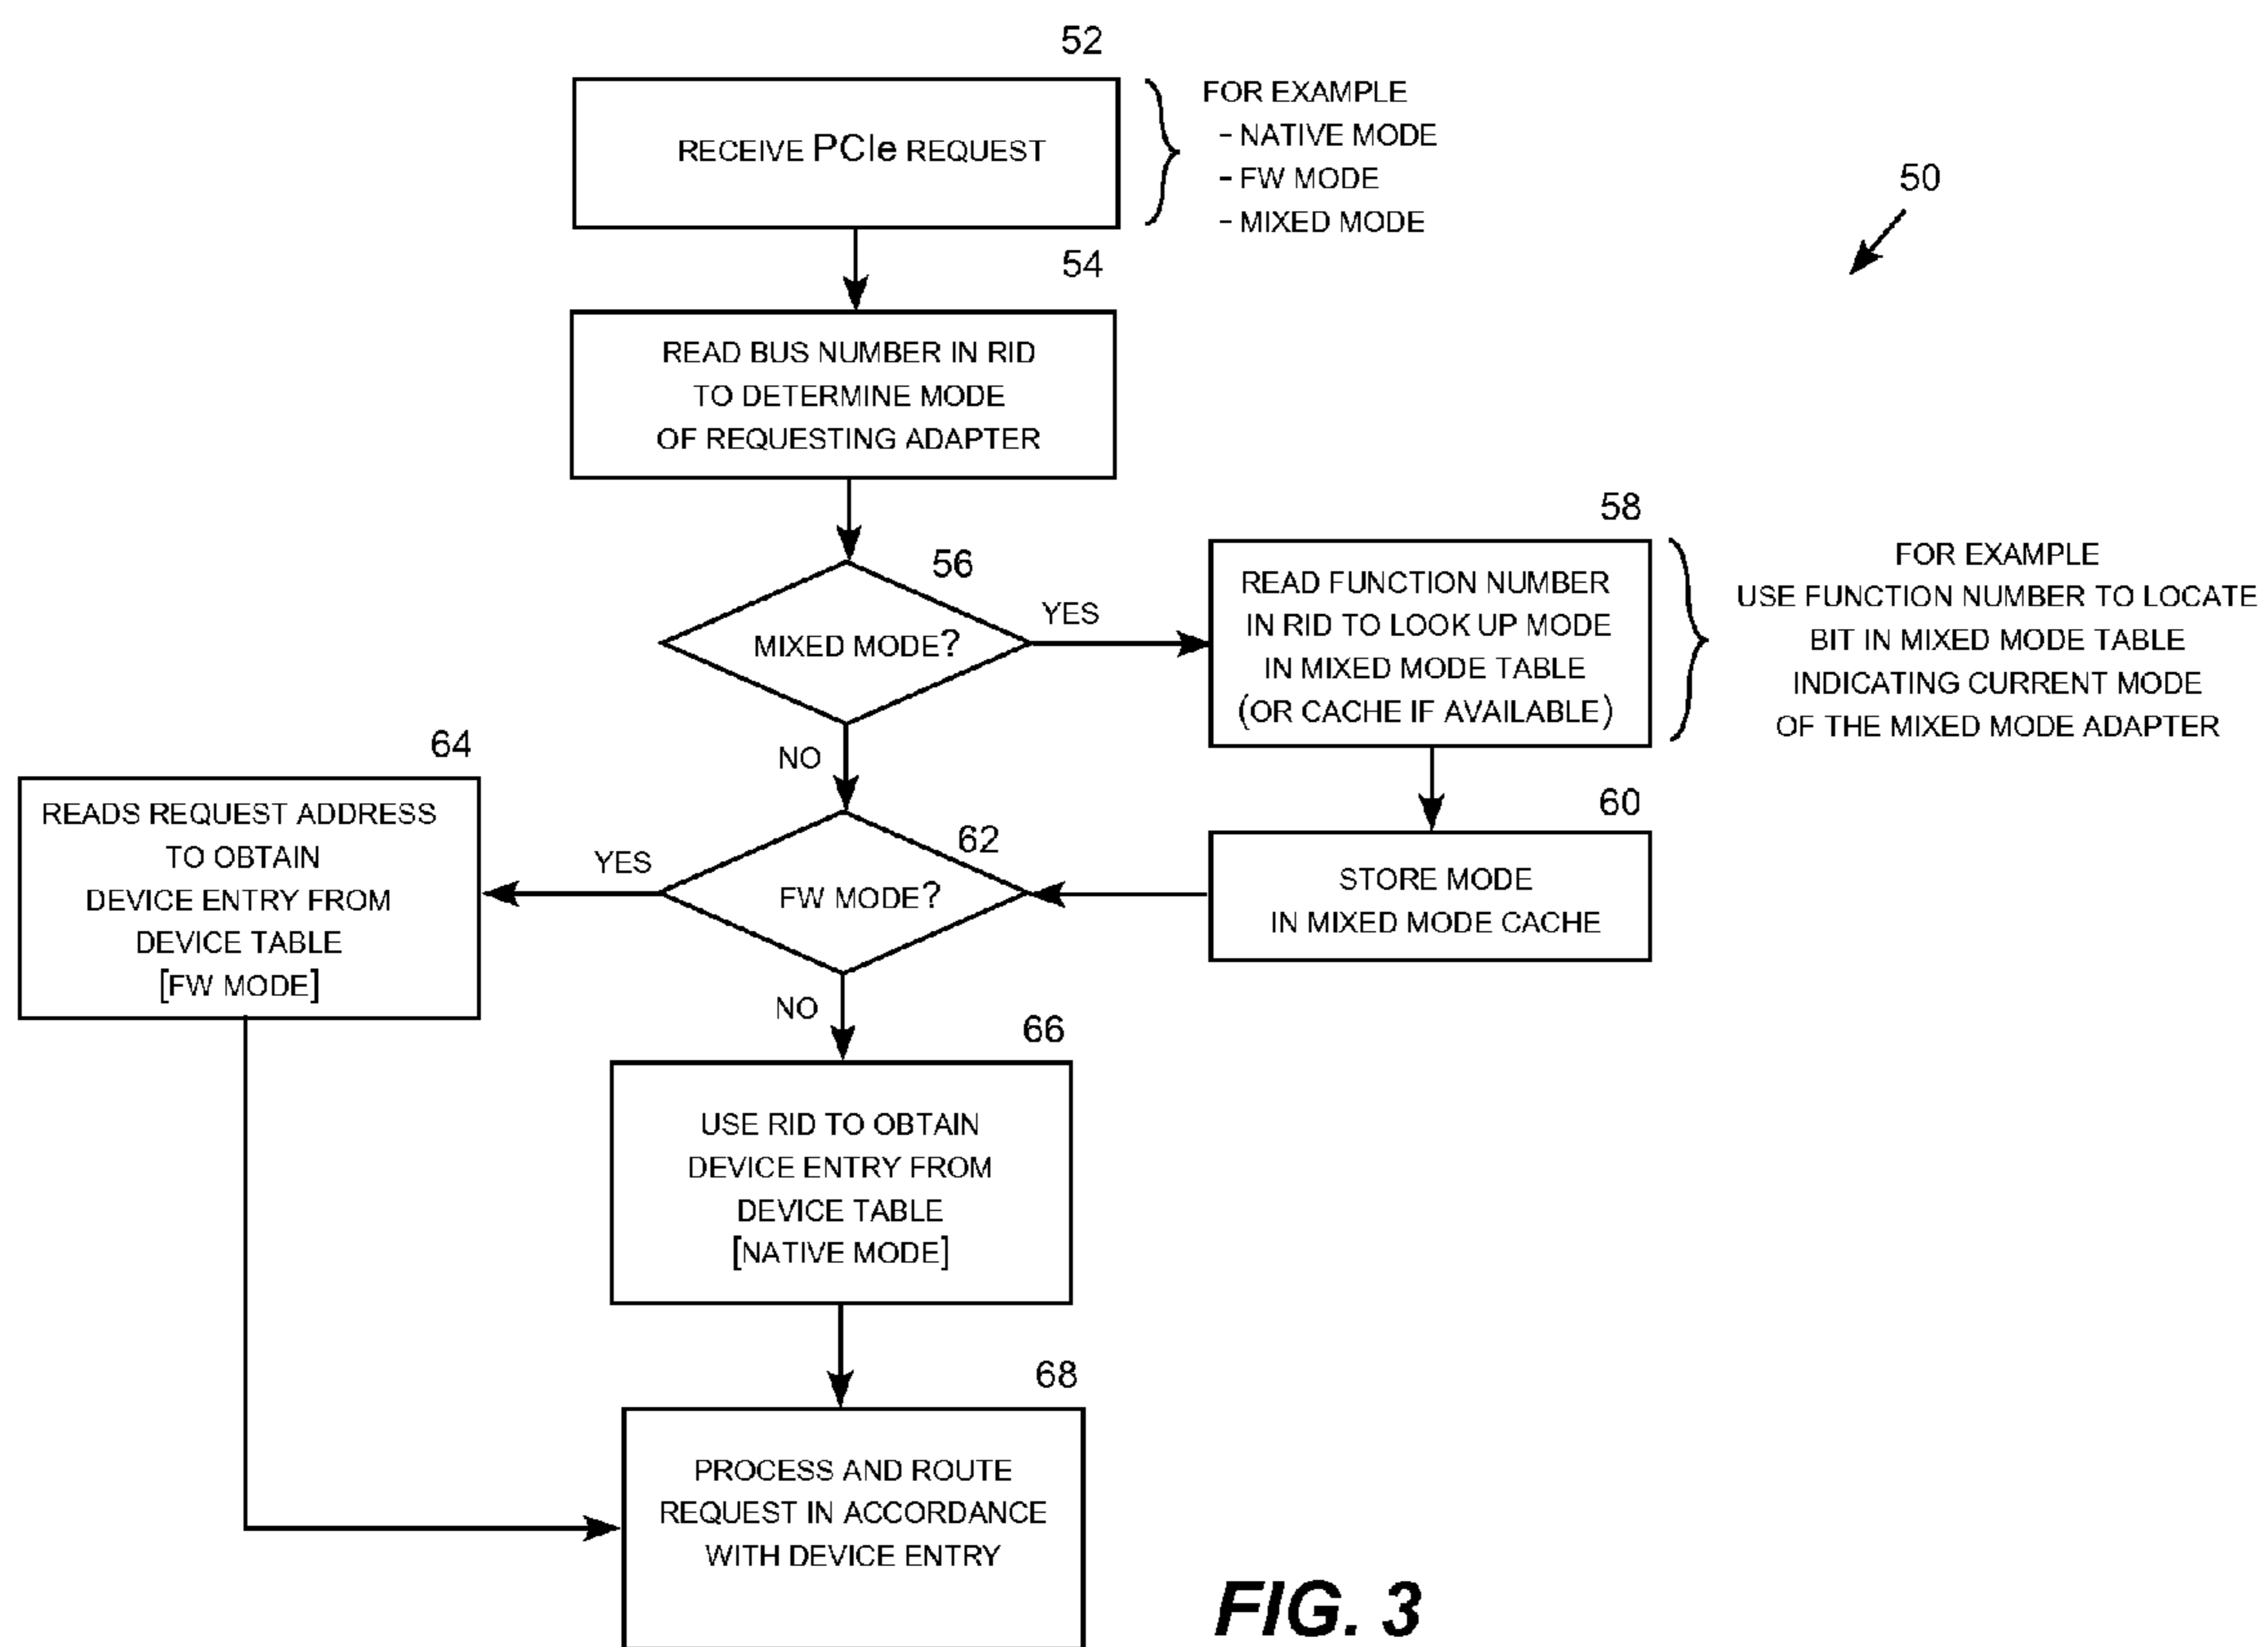 52
RECEIVE PCIe REQUEST
FOR EXAMPLE
- NATIVE MODE
- FW MODE
- MIXED MODE
50
54
READ BUS NUMBER IN RID
TO DETERMINE MODE
OF REQUESTING ADAPTER
56
MIXED MODE?
YES
NO
58
READ FUNCTION NUMBER
IN RID TO LOOK UP MODE
IN MIXED MODE TABLE
(OR CACHE IF AVAILABLE)
FOR EXAMPLE
USE FUNCTION NUMBER TO LOCATE
BIT IN MIXED MODE TABLE
INDICATING CURRENT MODE
OF THE MIXED MODE ADAPTER
60
STORE MODE
IN MIXED MODE CACHE
62
FW MODE?
YES
NO
64
READS REQUEST ADDRESS
TO OBTAIN
DEVICE ENTRY FROM
DEVICE TABLE
[FW MODE]
66
USE RID TO OBTAIN
DEVICE ENTRY FROM
DEVICE TABLE
[NATIVE MODE]
68
PROCESS AND ROUTE
REQUEST IN ACCORDANCE
WITH DEVICE ENTRY
FIG. 3